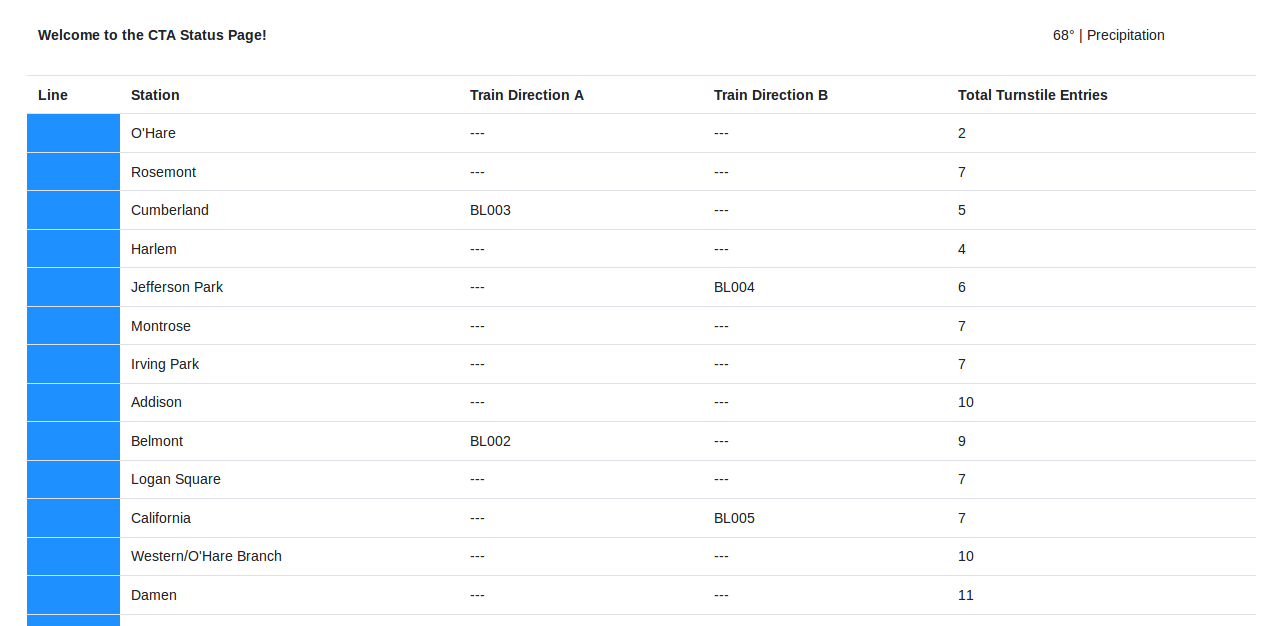 Welcome to the CTA Status Page! 68° | Precipitation
Line Station Train Direction A Train Direction B Total Turnstile Entries
O'Hare --- --- 2
Rosemont --- --- 7
Cumberland BL003 --- 5
Harlem --- --- 4
Jefferson Park --- BL004 6
Montrose --- --- 7
Irving Park --- --- 7
Addison --- --- 10
Belmont BL002 --- 9
Logan Square --- --- 7
California --- BL005 7
Western/O'Hare Branch --- --- 10
Damen --- --- 11